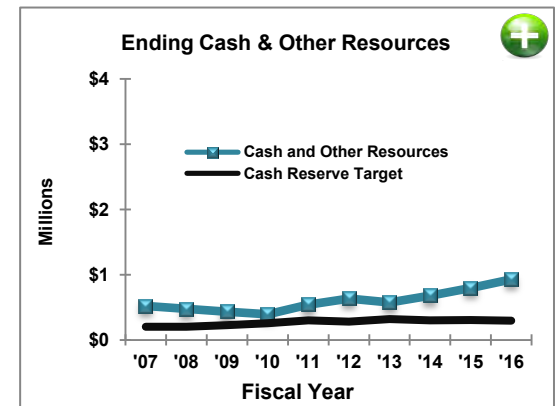 Ending Cash & Other Resources
$4
$3
$2
$1
$0
Millions
Cash and Other Resources
Cash Reserve Target
'07 '08 '09 '10 '11 '12 '13 '14 '15 '16
Fiscal Year